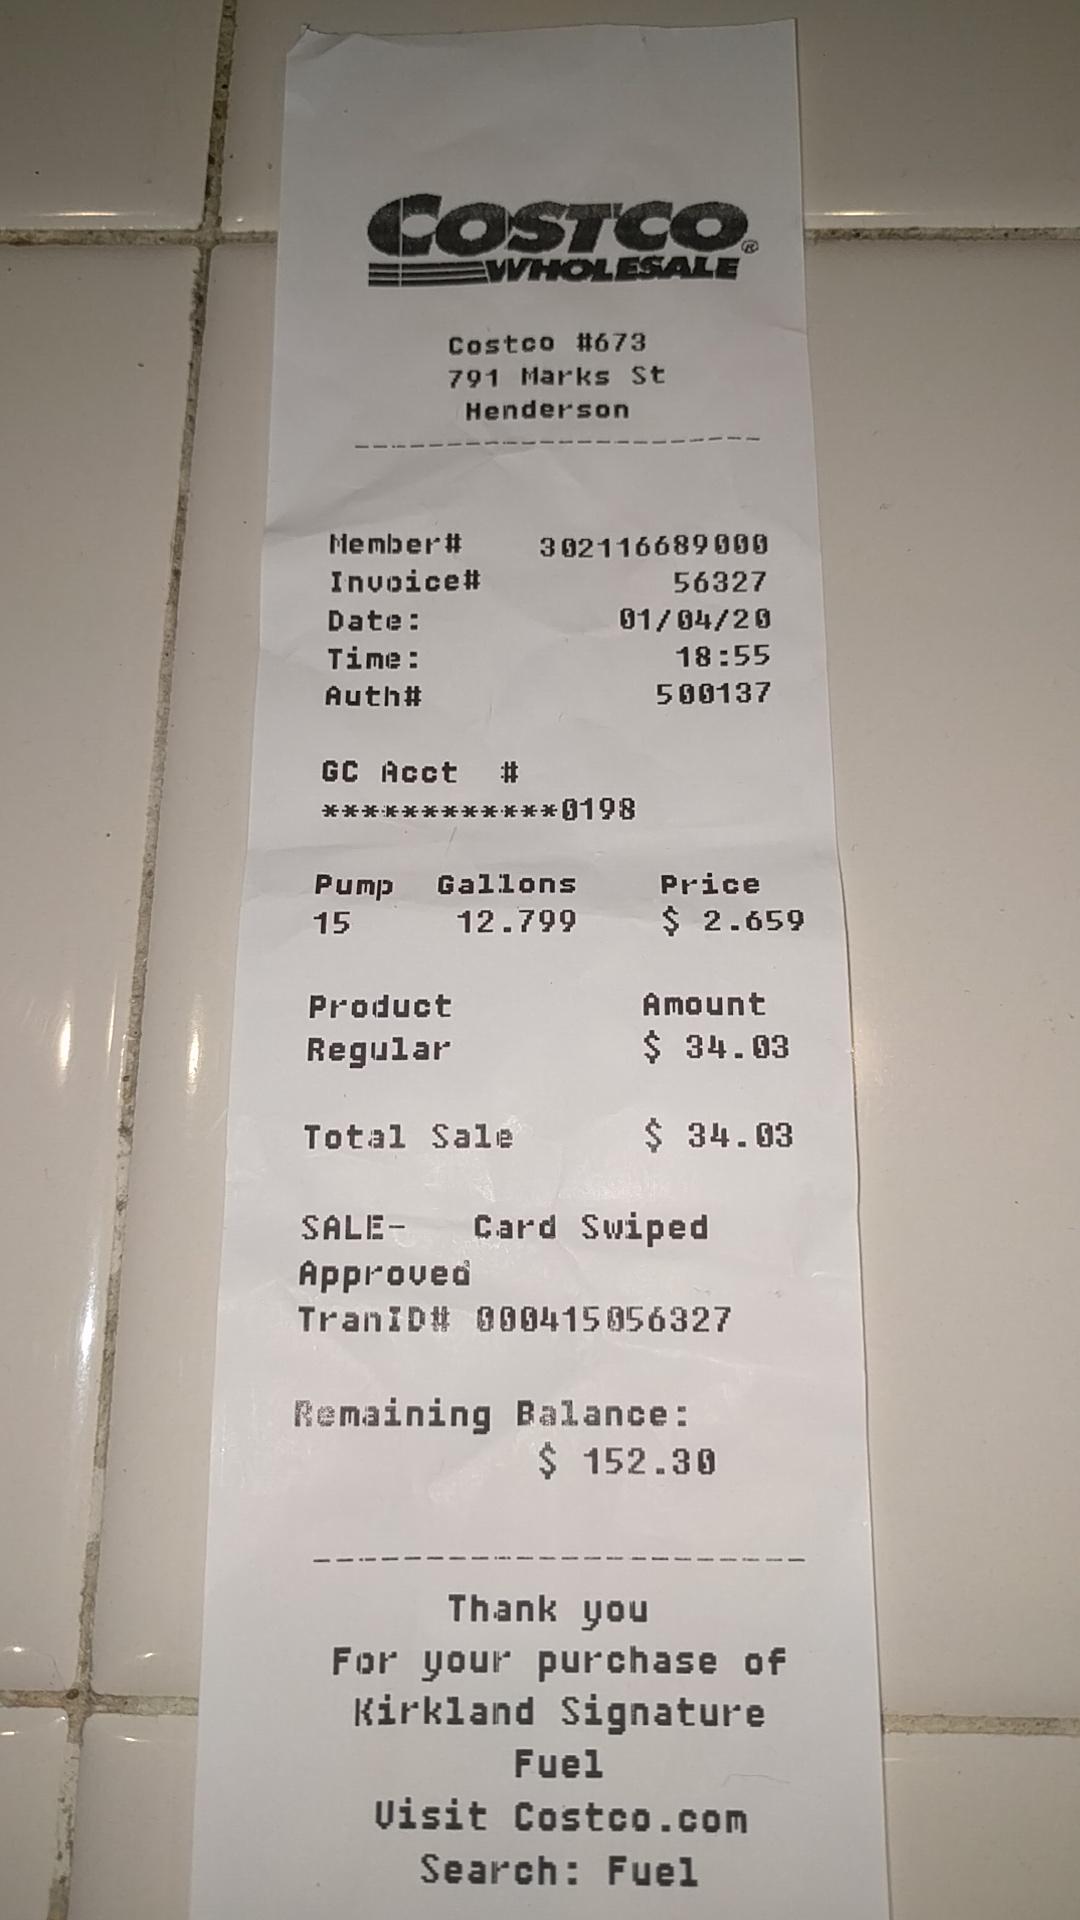 COSTCO®
WHOLESALE
Costco #673
791 Marks St
Henderson
----------------------
Member# 302116689000
Invoice# 56327
Date: 01/04/20
Time: 18:55
Auth# 500137
GC Acct #
************0198
Pump Gallons Price
15 12.799 $ 2.659
Product Amount
Regular $ 34.03
Total Sale $ 34.03
SALE- Card Swiped
Approved
TranID# 000415056327
Remaining Balance:
$ 152.30
----------------------
Thank you
For your purchase of
Kirkland Signature
Fuel
Visit Costco.com
Search: Fuel